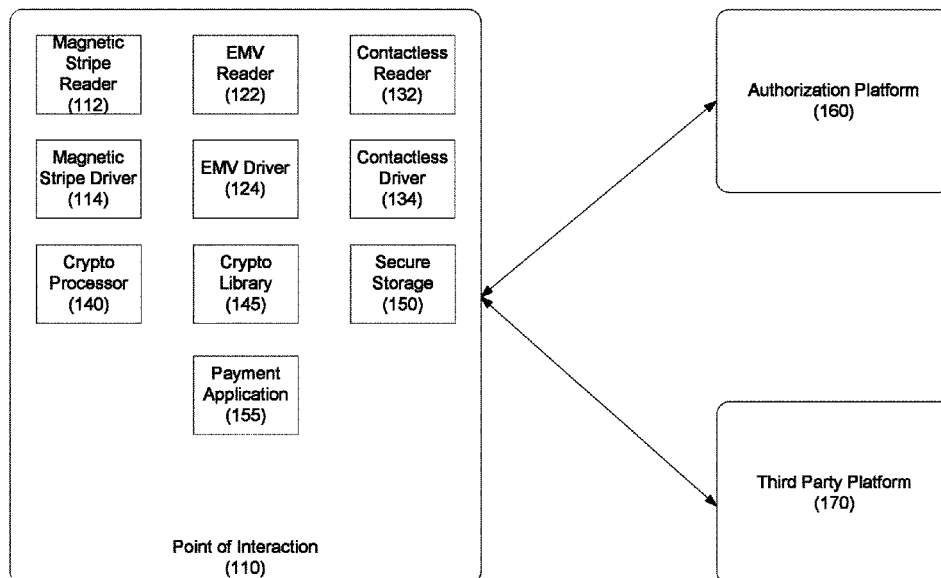 Magnetic
Stripe
Reader
(112)
EMV
Reader
(122)
Contactless
Reader
(132)
Magnetic
Stripe Driver
(114)
EMV Driver
(124)
Contactless
Driver
(134)
Crypto
Processor
(140)
Crypto
Library
(145)
Secure
Storage
(150)
Payment
Application
(155)
Point of Interaction
(110)
Authorization Platform
(160)
Third Party Platform
(170)